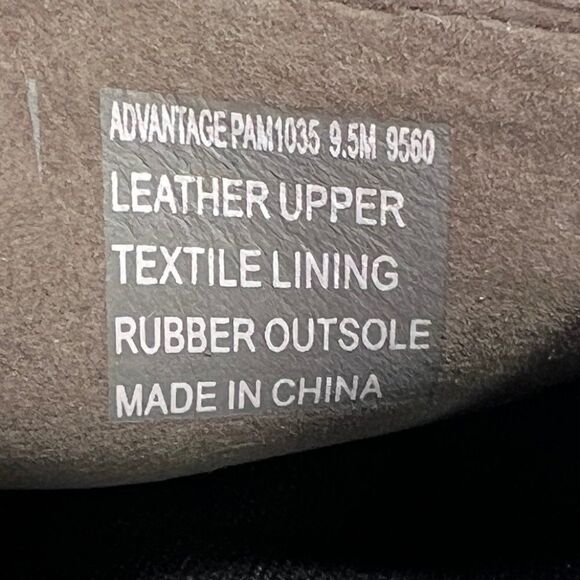 ADVANTAGE PAM1035 9.5M 9560
LEATHER UPPER
TEXTILE LINING
RUBBER OUTSOLE
MADE IN CHINA